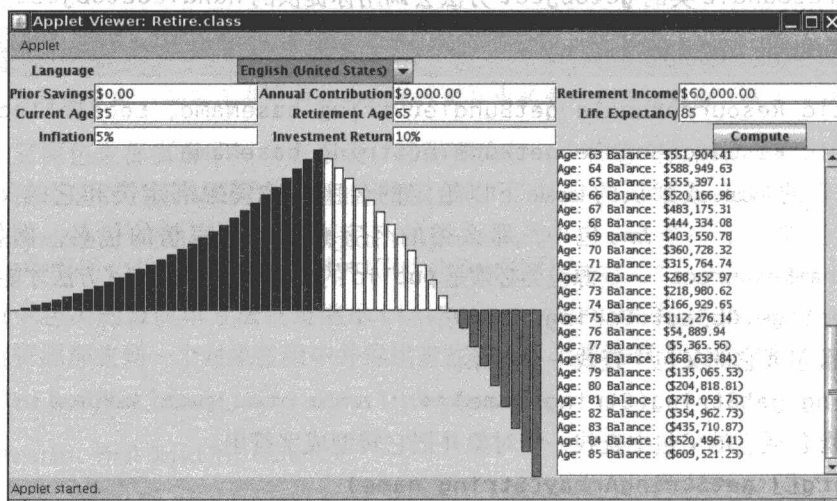 Applet Viewer: Retire.class
Applet
Language English (United States)
Prior Savings $0.00 Annual Contribution $9,000.00 Retirement Income $60,000.00
Current Age 35 Retirement Age 65 Life Expectancy 85
Inflation 5% Investment Return 10% Compute
Age: 63 Balance: $551,904.41
Age: 64 Balance: $588,949.63
Age: 65 Balance: $555,397.11
Age: 66 Balance: $520,166.96
Age: 67 Balance: $483,175.31
Age: 68 Balance: $444,334.08
Age: 69 Balance: $403,550.78
Age: 70 Balance: $360,728.32
Age: 71 Balance: $315,764.74
Age: 72 Balance: $268,552.97
Age: 73 Balance: $218,980.62
Age: 74 Balance: $166,929.65
Age: 75 Balance: $112,276.14
Age: 76 Balance: $54,889.94
Age: 77 Balance: ($5,365.56)
Age: 78 Balance: ($68,633.84)
Age: 79 Balance: ($135,065.53)
Age: 80 Balance: ($204,818.81)
Age: 81 Balance: ($278,059.75)
Age: 82 Balance: ($354,962.73)
Age: 83 Balance: ($435,710.87)
Age: 84 Balance: ($520,496.41)
Age: 85 Balance: ($609,521.23)
Applet started.